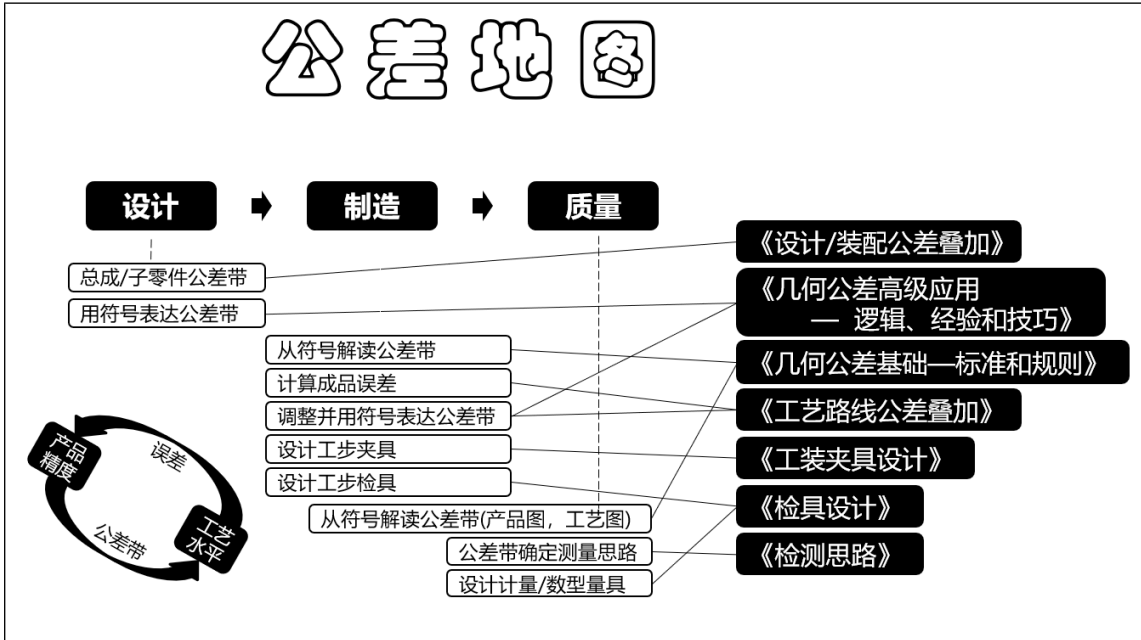 公差地图
设计
制造
质量
总成/子零件公差带
用符号表达公差带
从符号解读公差带
计算成品误差
调整并用符号表达公差带
设计工步夹具
设计工步检具
从符号解读公差带(产品图，工艺图)
公差带确定测量思路
设计计量/数型量具
《设计/装配公差叠加》
《几何公差高级应用
— 逻辑、经验和技巧》
《几何公差基础—标准和规则》
《工艺路线公差叠加》
《工装夹具设计》
《检具设计》
《检测思路》
产品
精度
误差
公差带
工艺
水平